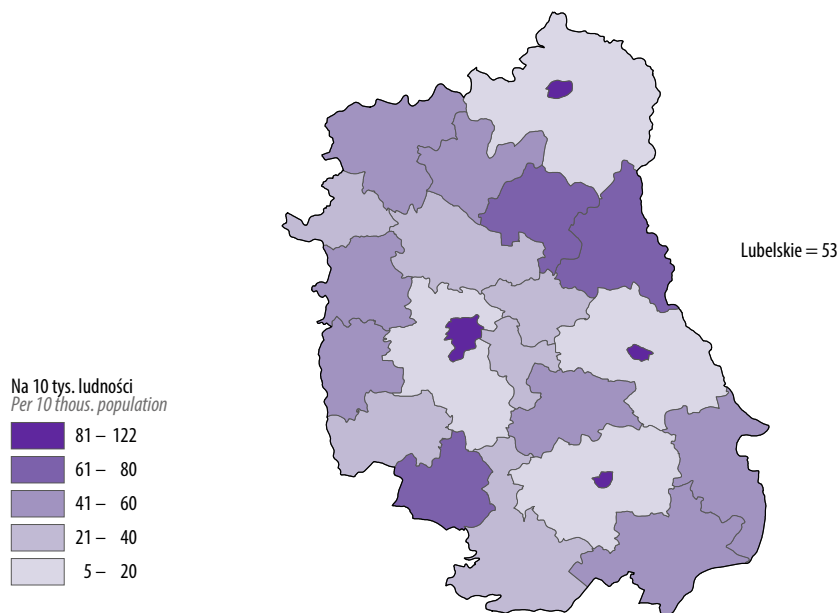 Lubelskie = 53
Na 10 tys. ludności
Per 10 thous. population
81 – 122
61 – 80
41 – 60
21 – 40
5 – 20